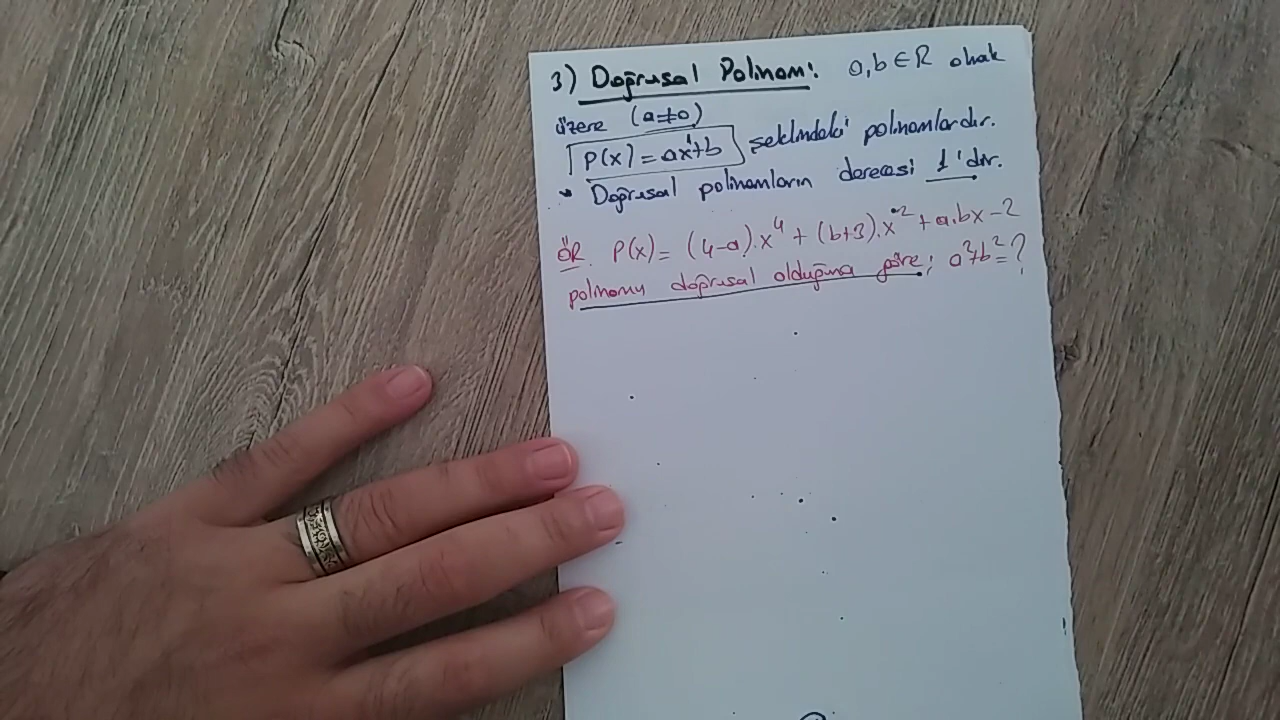 3) Doğrusal Polinom: a,b ∈ R olmak
üzere (a≠0)
P(x) = ax¹+b şeklindeki polinomlardır.
* Doğrusal polinomların derecesi 1'dir.
ÖR. P(x) = (4-a).x⁴ + (b+3).x² + a.bx - 2
polinomu doğrusal olduğuna göre; a²+b² = ?